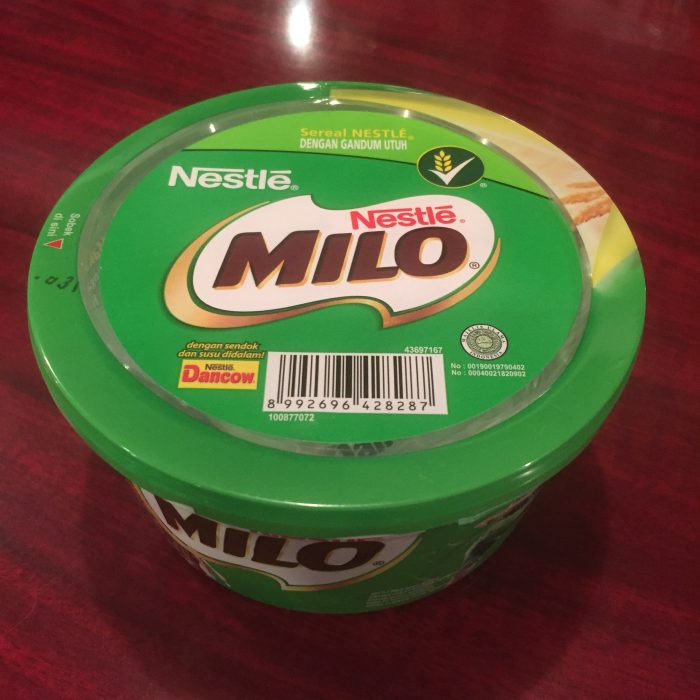 Sereal NESTLÉ®
DENGAN GANDUM UTUH
Nestlé®
Nestlé®
MILO®
Sobek
di sini
dengan sendok
dan susu didalam!
Nestlé
DANCOW
43697167
8 992696 428287
100877072
No : 00190019790402
No : 00040021820902
MILO®